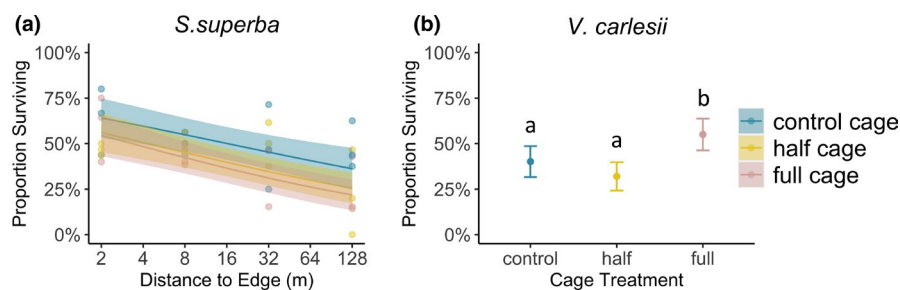 (a)
S.superba
Proportion Surviving
100%
75%
50%
25%
0%
2 4 8 16 32 64 128
Distance to Edge (m)
(b)
V. carlesii
Proportion Surviving
100%
75%
50%
25%
0%
a
a
b
control half full
Cage Treatment
control cage
half cage
full cage